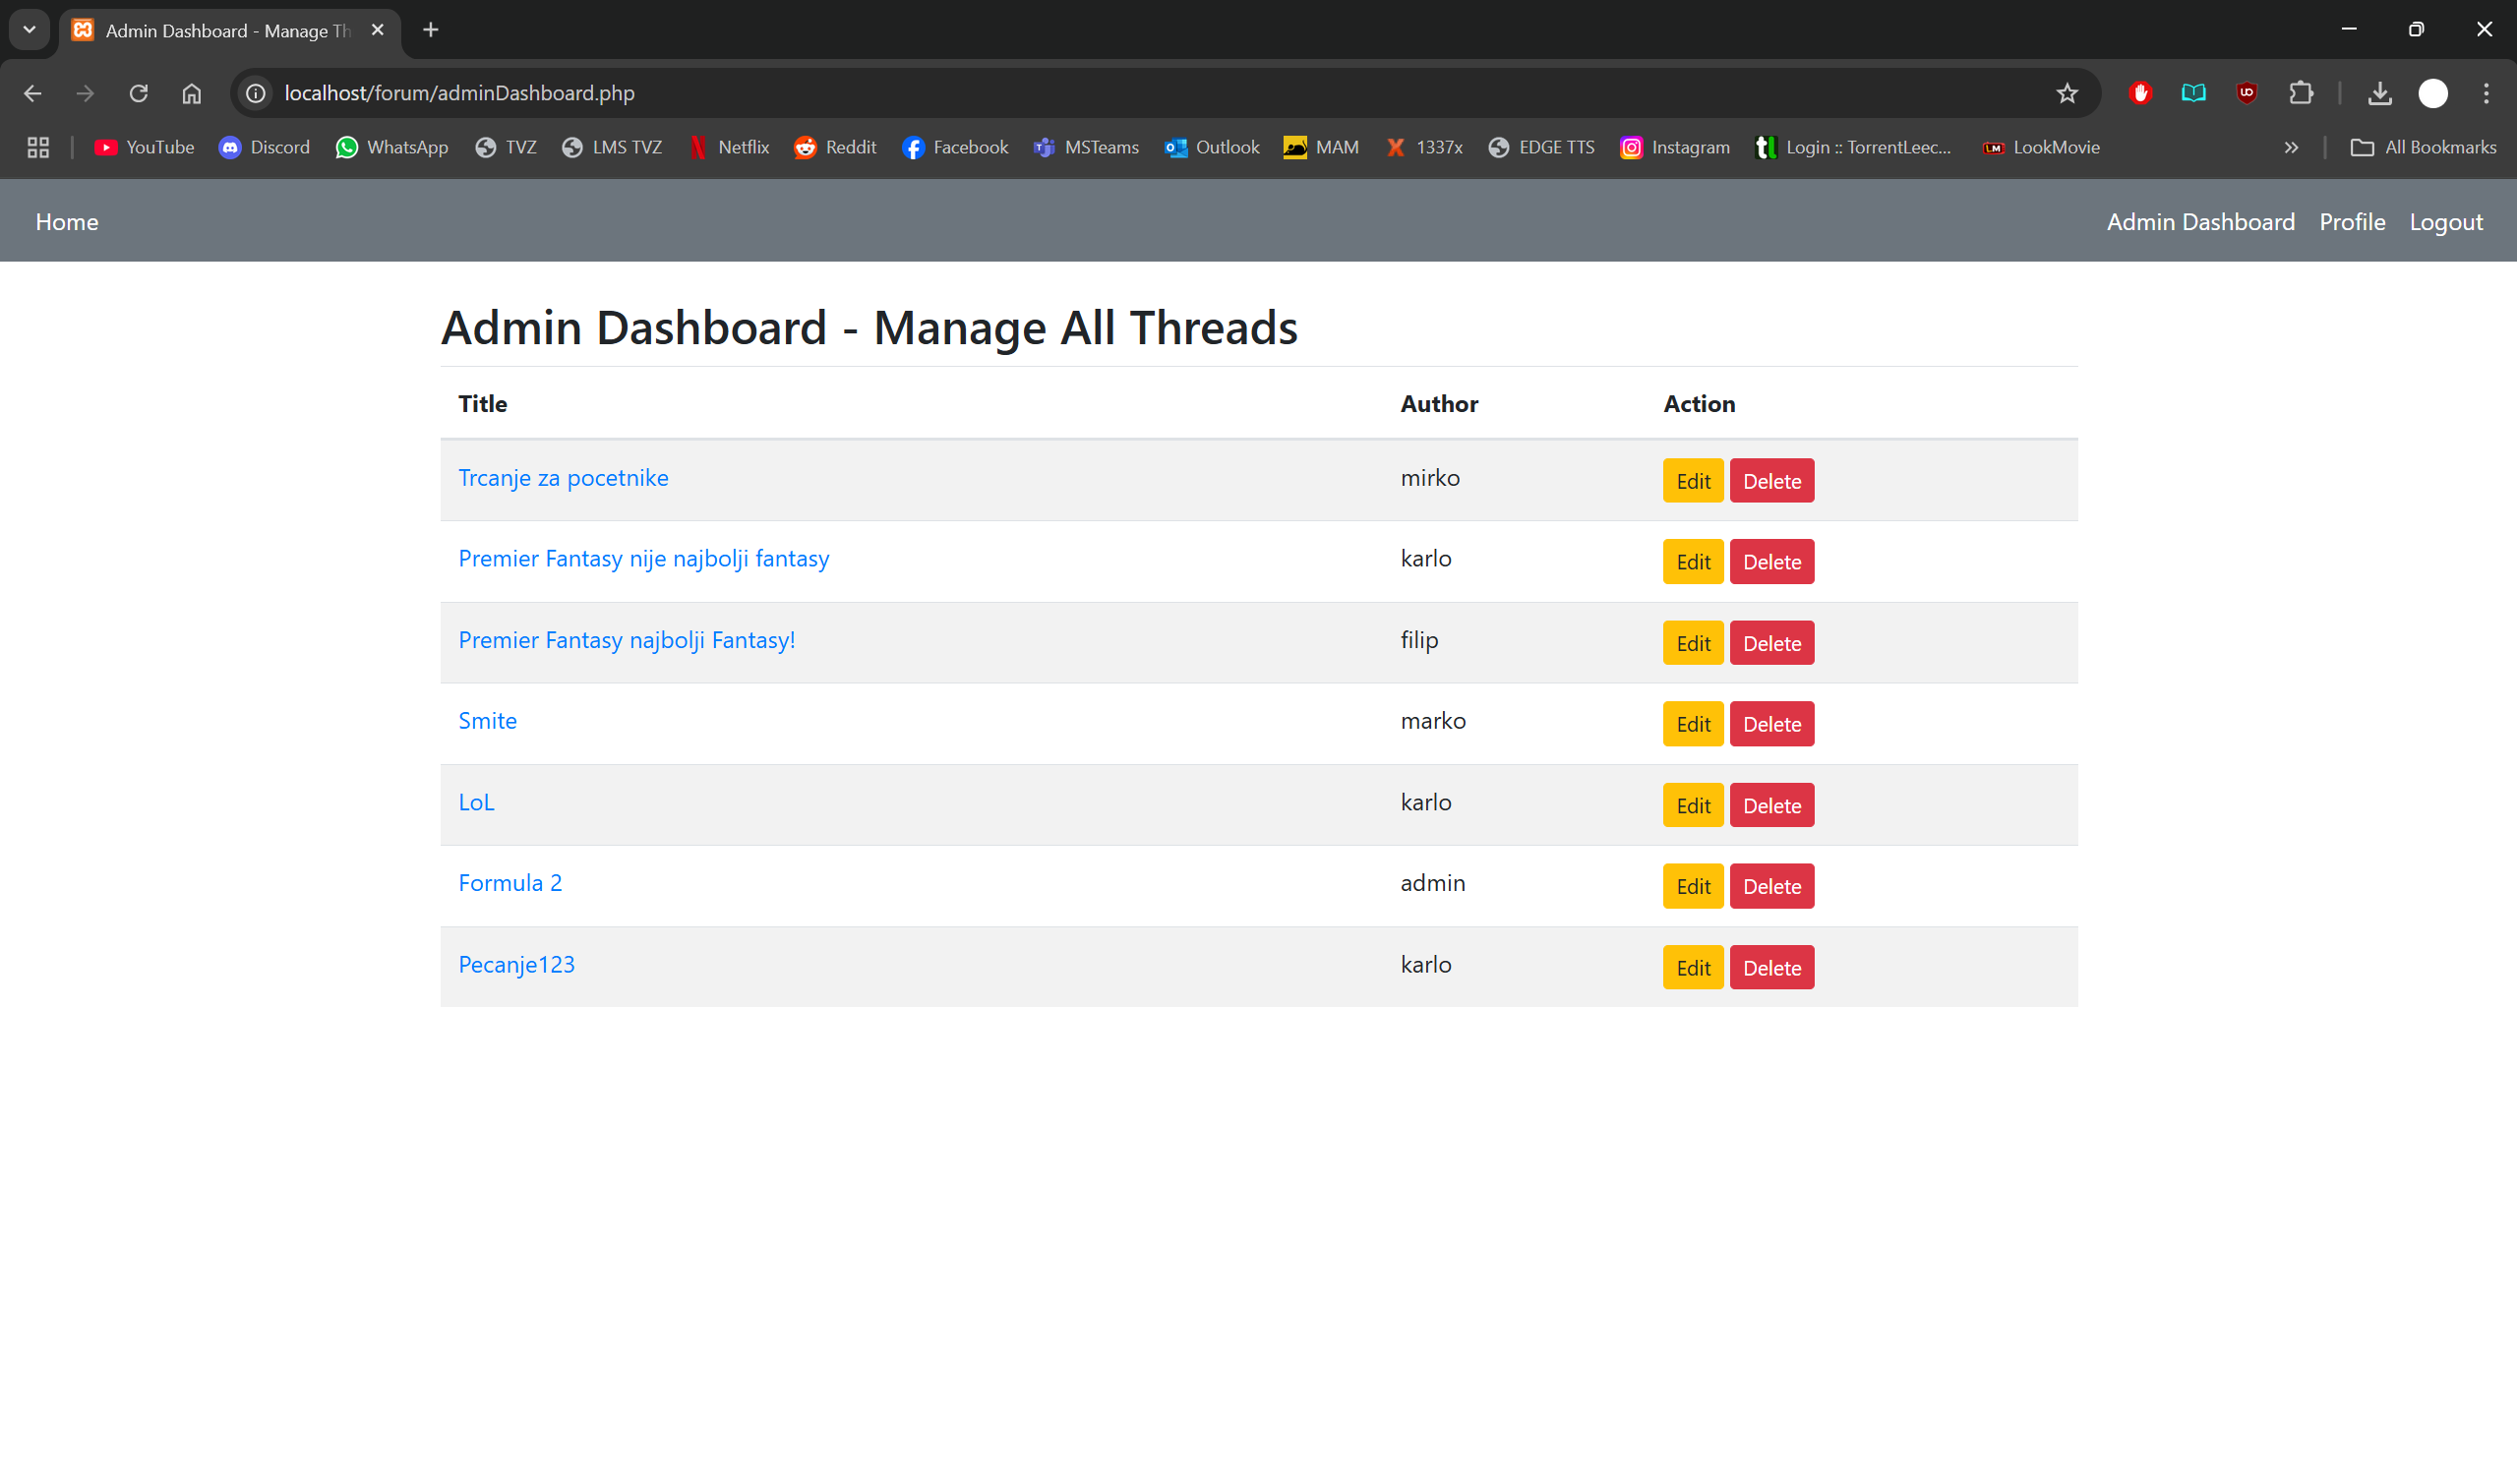 Admin Dashboard - Manage Th
localhost/forum/adminDashboard.php
YouTube Discord WhatsApp TVZ LMS TVZ Netflix Reddit Facebook MSTeams Outlook MAM 1337x EDGE TTS Instagram Login :: TorrentLeec... LookMovie » All Bookmarks
Home Admin Dashboard Profile Logout
Admin Dashboard - Manage All Threads
Title Author Action
Trcanje za pocetnike mirko Edit Delete
Premier Fantasy nije najbolji fantasy karlo Edit Delete
Premier Fantasy najbolji Fantasy! filip Edit Delete
Smite marko Edit Delete
LoL karlo Edit Delete
Formula 2 admin Edit Delete
Pecanje123 karlo Edit Delete